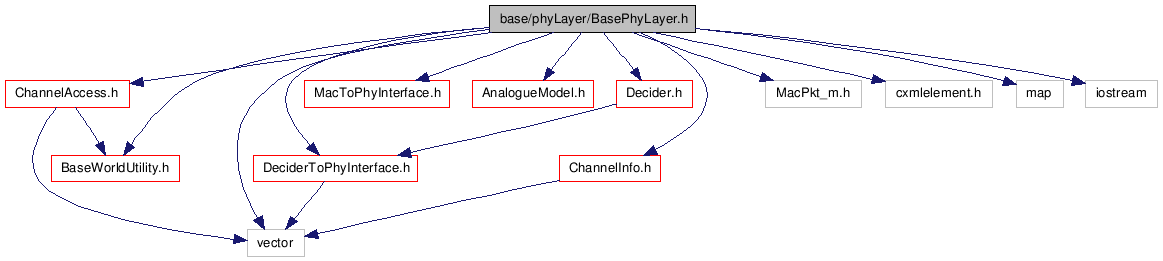 base/phyLayer/BasePhyLayer.h
ChannelAccess.h
MacToPhyInterface.h
AnalogueModel.h
Decider.h
MacPkt_m.h
cxmlelement.h
map
iostream
BaseWorldUtility.h
DeciderToPhyInterface.h
ChannelInfo.h
vector